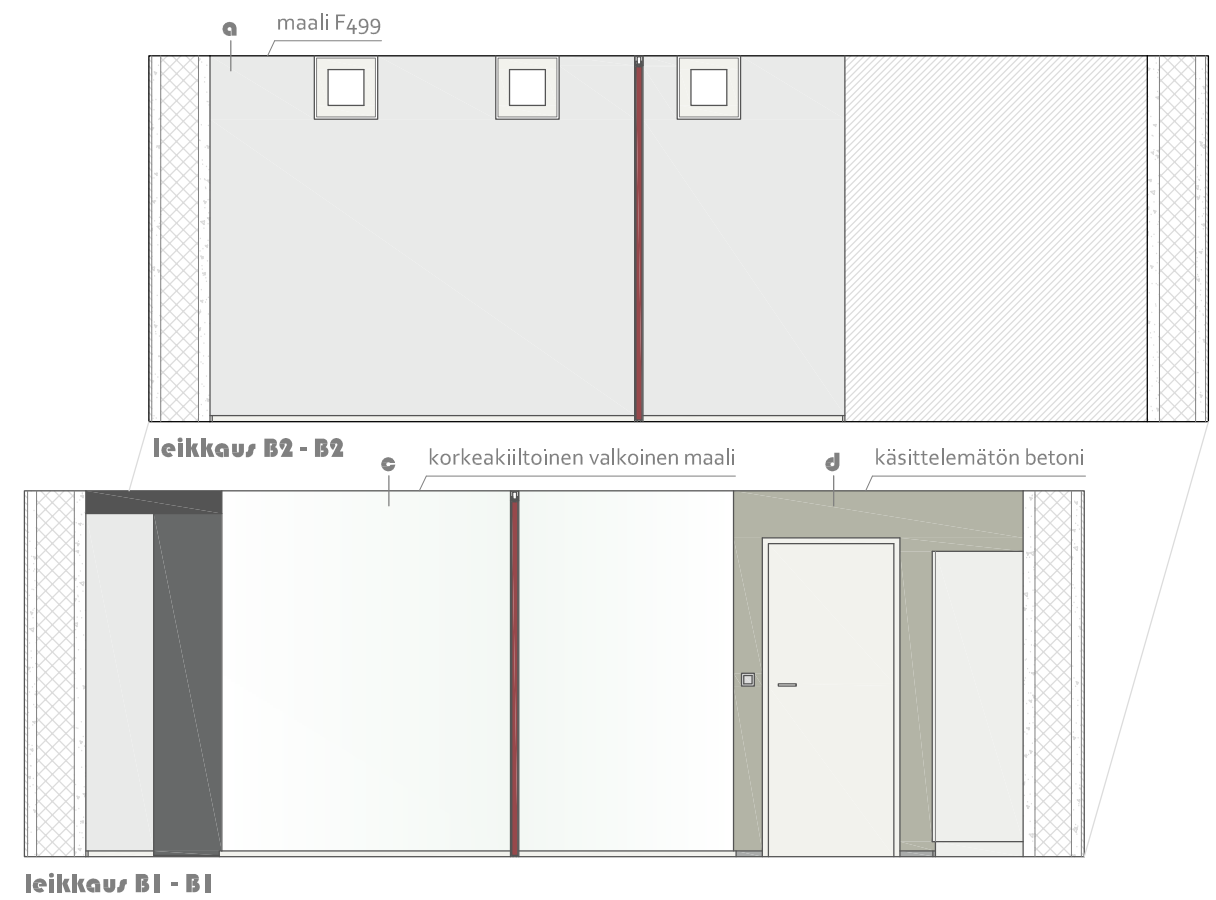 a
maali F499
leikkaus B2 - B2
c
korkeakiiltoinen valkoinen maali
d
käsittelemätön betoni
leikkaus B1 - B1